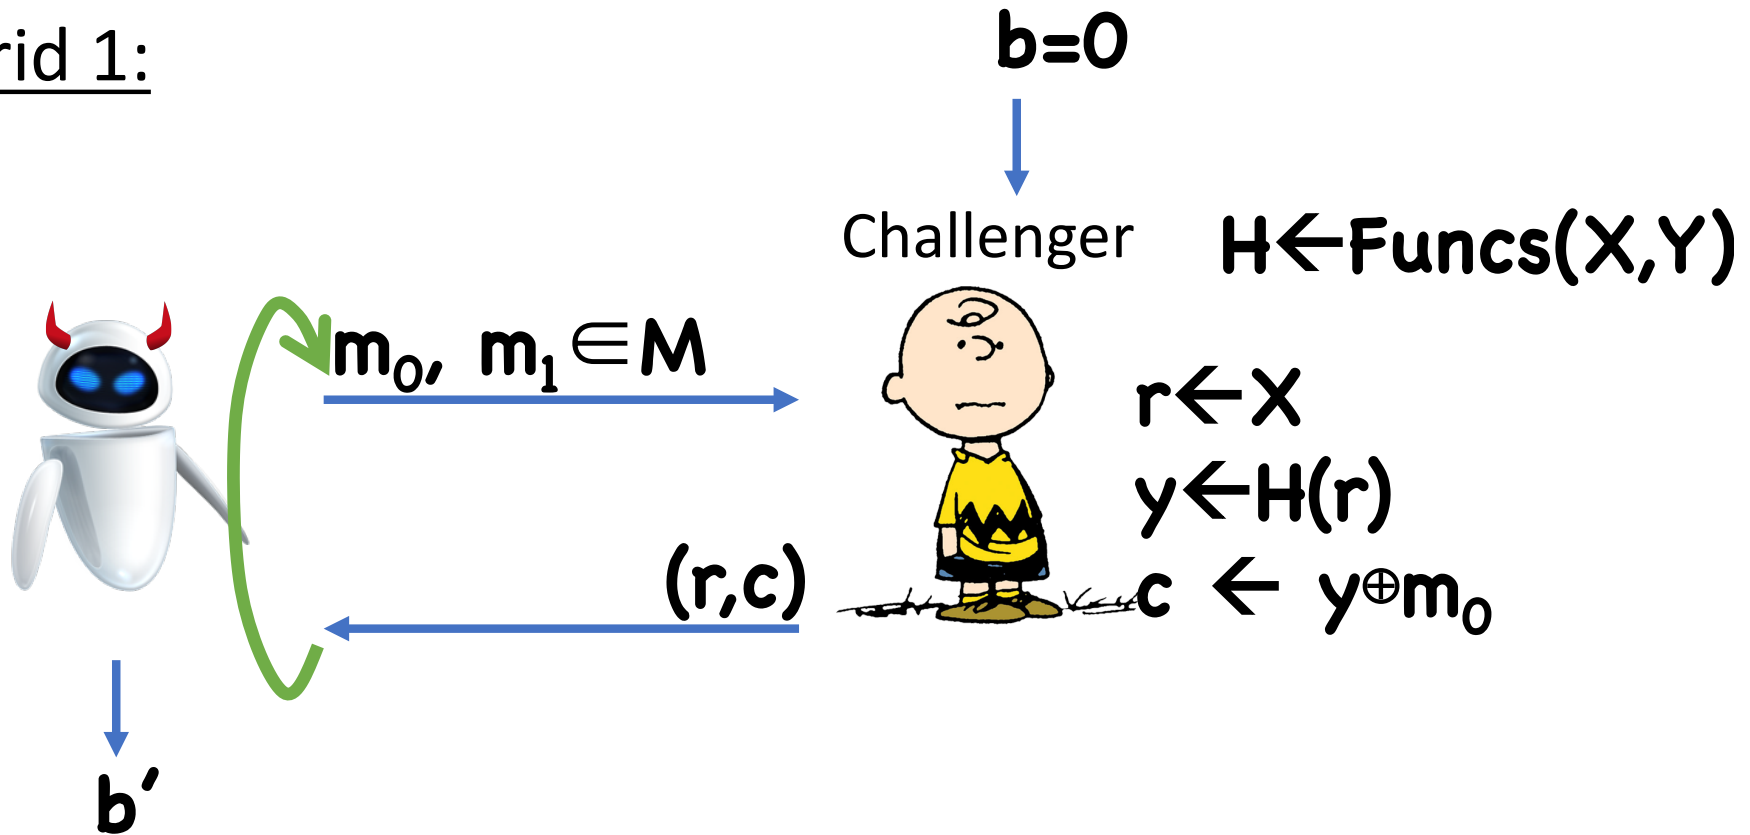 rid 1:
b=0
Challenger
H←Funcs(X,Y)
m₀, m₁∈M
r←X
y←H(r)
(r,c)
c ← y⊕m₀
b′